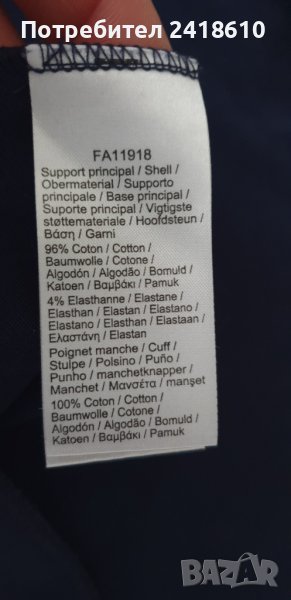 Потребител 2418610
FA11918
Support principal / Shell /
Obermaterial / Supporto
principale / Base principal /
Suporte principal / Vigtigste
støttemateriale / Hoofdsteun /
Βάση / Garni
96% Coton / Cotton /
Baumwolle / Cotone /
Algodón / Algodão / Bomuld /
Katoen / Βαμβάκι / Pamuk
4% Elasthanne / Elastane /
Elasthan / Elastan / Elastano /
Elastano / Elasthan / Elastaan /
Ελαστάνη / Elastan
Poignet manche / Cuff /
Stulpe / Polsino / Puño /
Punho / manchetknapper /
Manchet / Μανσέτα / manşet
100% Coton / Cotton /
Baumwolle / Cotone /
Algodón / Algodão / Bomuld /
Katoen / Βαμβάκι / Pamuk
BAZAR